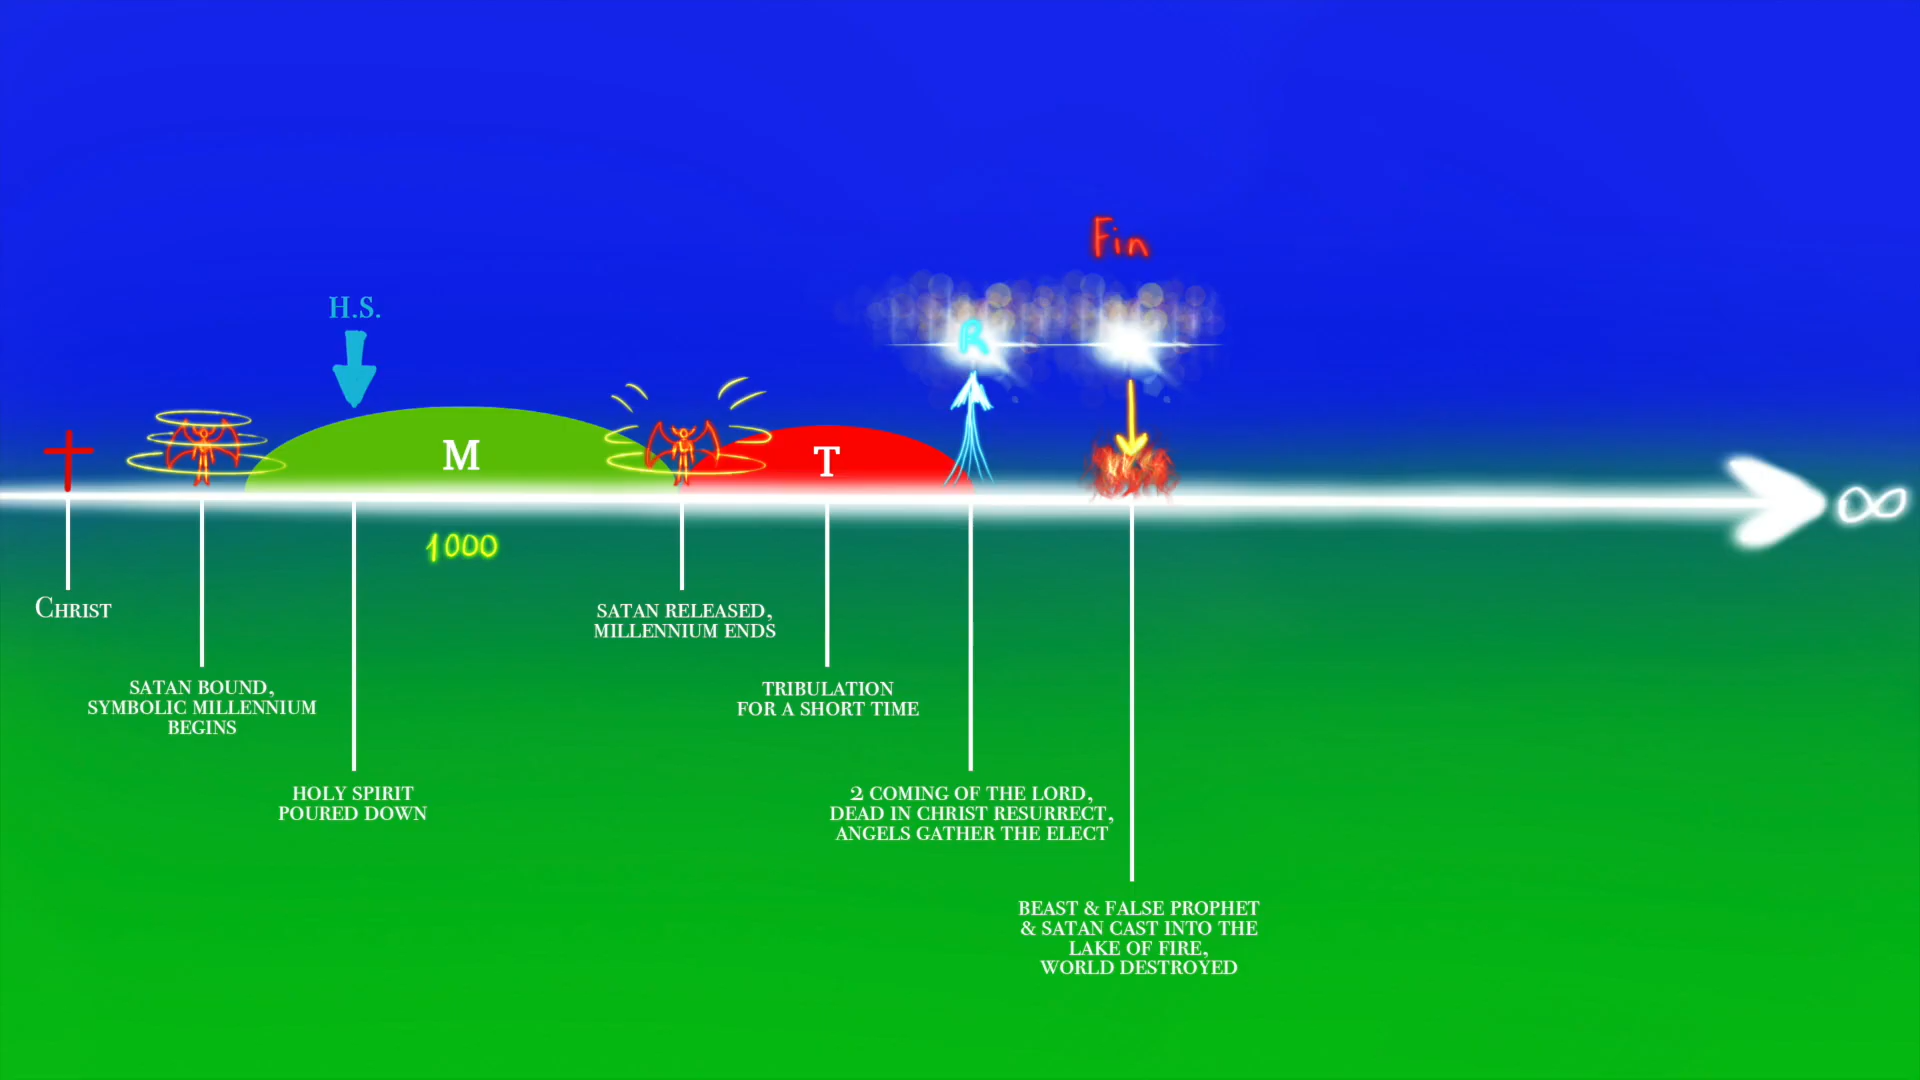 Fin
H.S.
R
M
T
∞
1000
CHRIST
SATAN RELEASED,
MILLENNIUM ENDS
SATAN BOUND,
SYMBOLIC MILLENNIUM
BEGINS
TRIBULATION
FOR A SHORT TIME
HOLY SPIRIT
POURED DOWN
2 COMING OF THE LORD,
DEAD IN CHRIST RESURRECT,
ANGELS GATHER THE ELECT
BEAST & FALSE PROPHET
& SATAN CAST INTO THE
LAKE OF FIRE,
WORLD DESTROYED